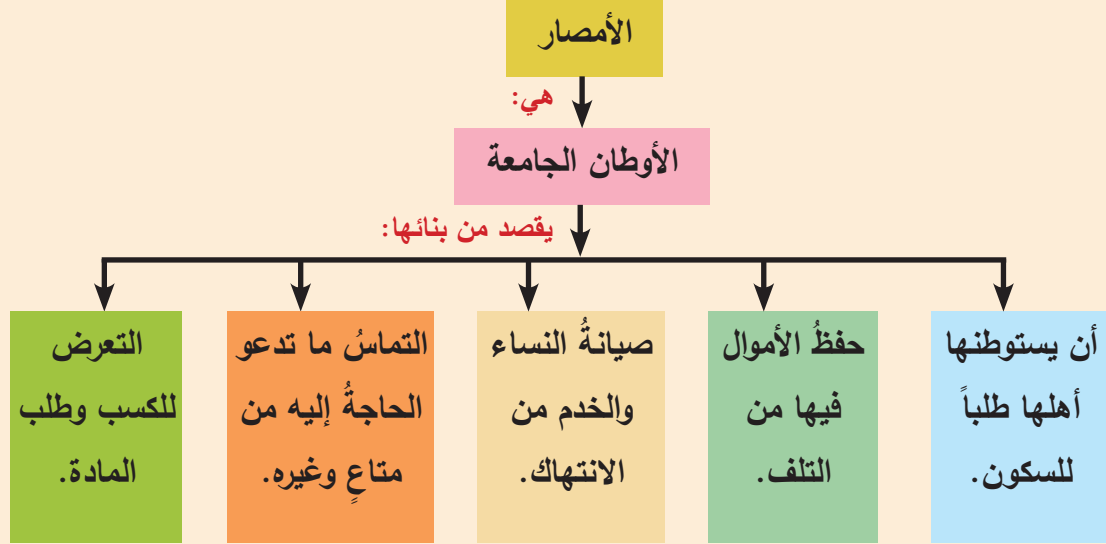 الأمصار
هي:
الأوطان الجامعة
يقصد من بنائها:
أن يستوطنها
أهلها طلباً
للسكون.
حفظُ الأموال
فيها من
التلف.
صيانةُ النساء
والخدم من
الانتهاك.
التماسُ ما تدعو
الحاجةُ إليه من
متاعٍ وغيره.
التعرض
للكسب وطلب
المادة.